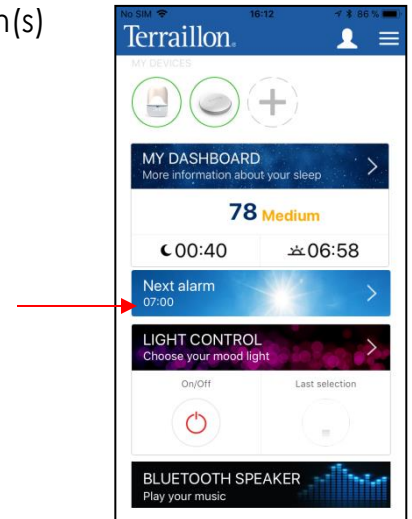 n(s)
No SIM 16:12 86 %
Terraillon.
MY DEVICES
MY DASHBOARD
More information about your sleep
78 Medium
00:40 06:58
Next alarm
07:00
LIGHT CONTROL
Choose your mood light
On/Off Last selection
BLUETOOTH SPEAKER
Play your music